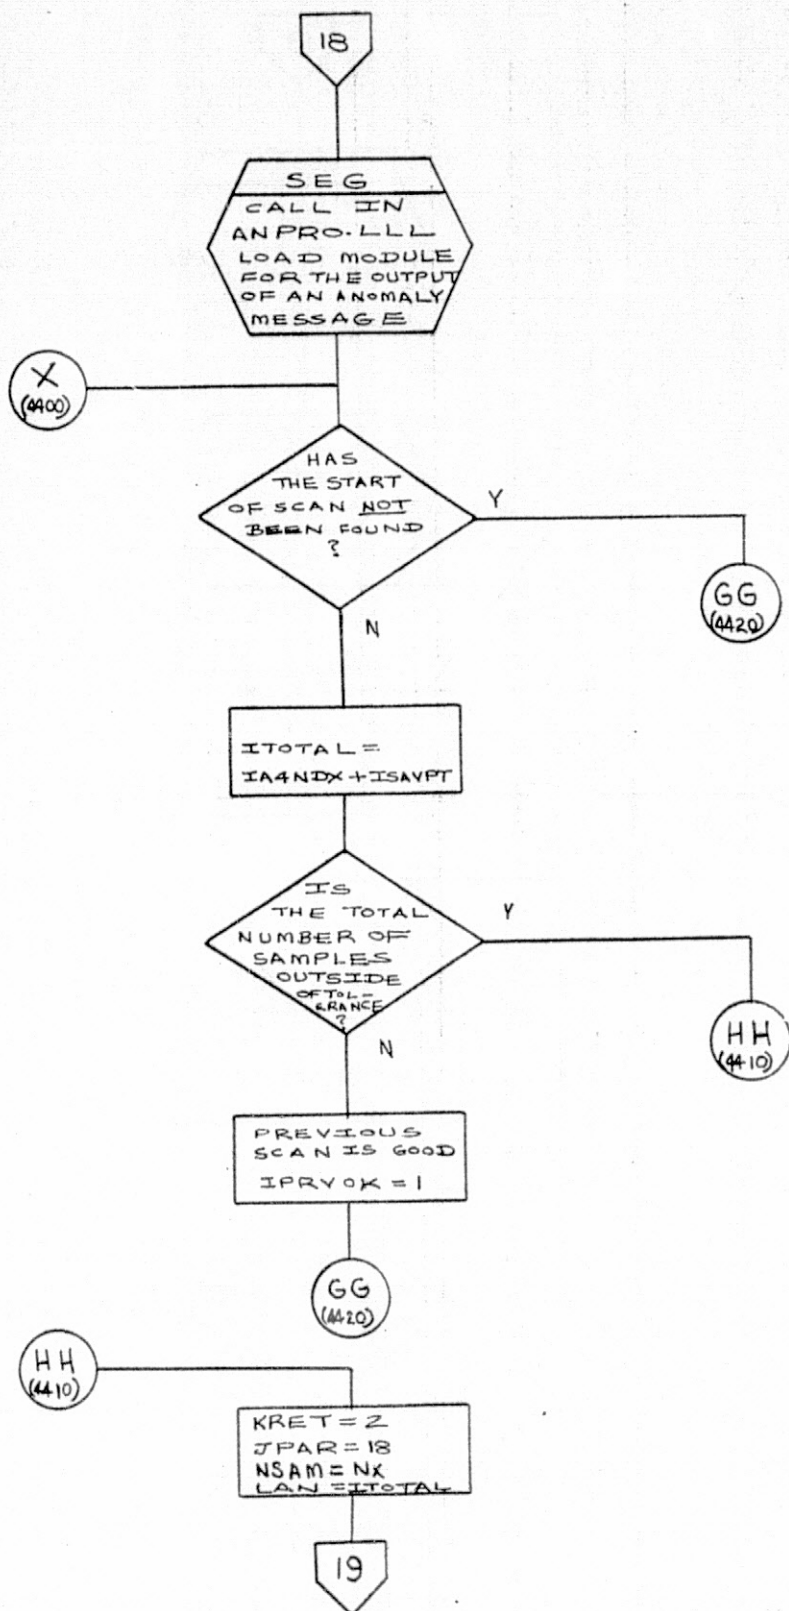 18
SEG
CALL IN
ANPRO.LLL
LOAD MODULE
FOR THE OUTPUT
OF AN ANOMALY
MESSAGE
X
(4400)
HAS
THE START
OF SCAN NOT
BEEN FOUND
?
Y
GG
(4420)
N
ITOTAL =
IA4NDX + ISAVPT
IS
THE TOTAL
NUMBER OF
SAMPLES
OUTSIDE
OF TOL-
ERANCE
?
Y
HH
(4410)
N
PREVIOUS
SCAN IS GOOD
IPRVOK = 1
GG
(4420)
HH
(4410)
KRET = 2
JPAR = 18
NSAM = NX
LAN = ITOTAL
19